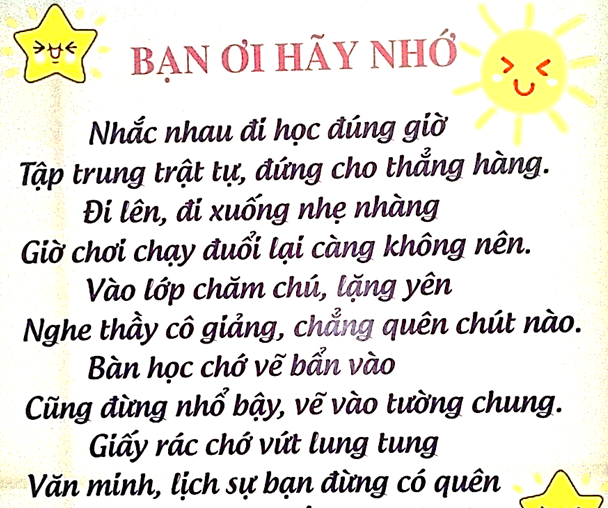 BẠN ƠI HÃY NHỚ
Nhắc nhau đi học đúng giờ
Tập trung trật tự, đứng cho thẳng hàng.
Đi lên, đi xuống nhẹ nhàng
Giờ chơi chạy đuổi lại càng không nên.
Vào lớp chăm chú, lặng yên
Nghe thầy cô giảng, chẳng quên chút nào.
Bàn học chớ vẽ bẩn vào
Cũng đừng nhổ bậy, vẽ vào tường chung.
Giấy rác chớ vứt lung tung
Văn minh, lịch sự bạn đừng có quên